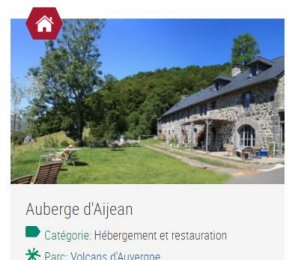 Auberge d'Aijean
Catégorie: Hébergement et restauration
Parc: Volcans d'Auvergne